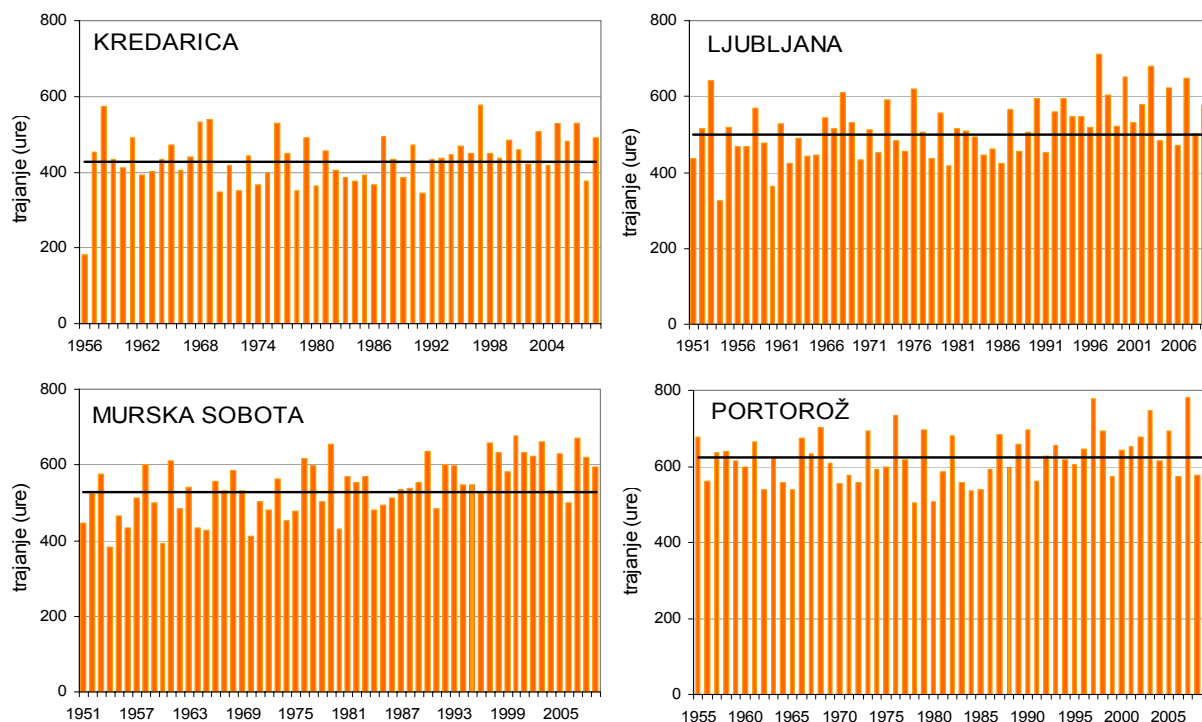 KREDARICA
trajanje (ure)
800
600
400
200
0
1956 1962 1968 1974 1980 1986 1992 1998 2004
LJUBLJANA
trajanje (ure)
800
600
400
200
0
1951 1956 1961 1966 1971 1976 1981 1986 1991 1996 2001 2006
MURSKA SOBOTA
trajanje (ure)
800
600
400
200
0
1951 1957 1963 1969 1975 1981 1987 1993 1999 2005
PORTOROŽ
trajanje (ure)
800
600
400
200
0
1955 1960 1965 1970 1975 1980 1985 1990 1995 2000 2005